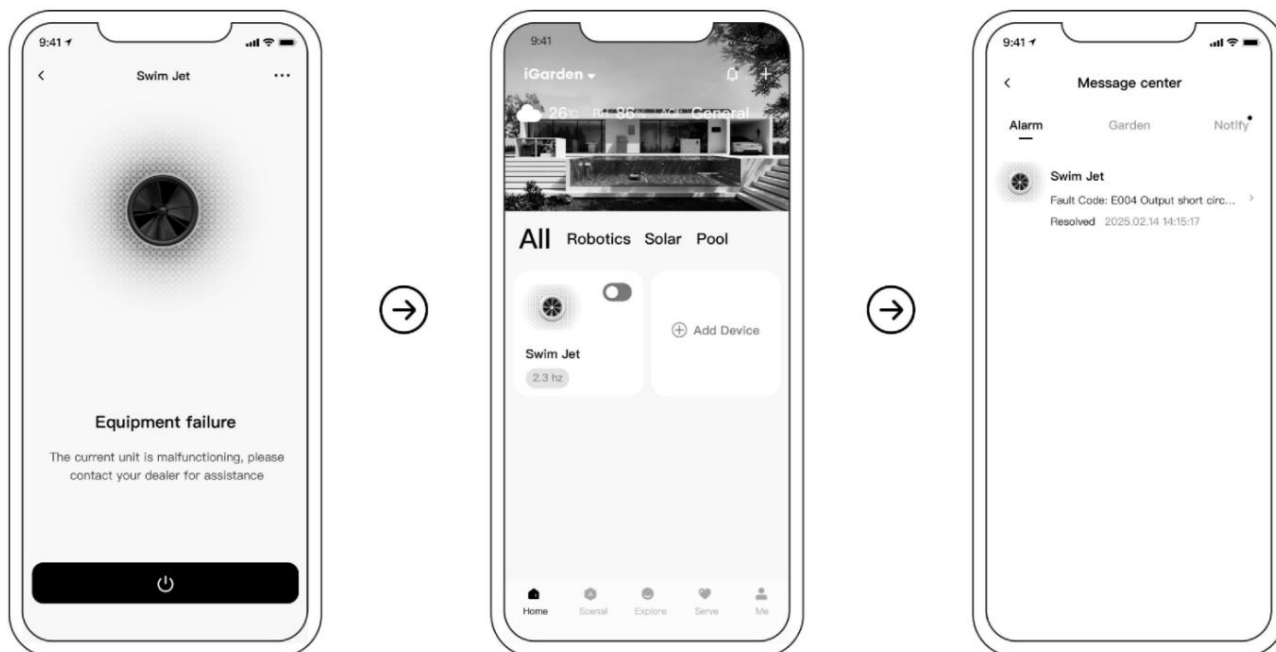 9:41
Swim Jet
Equipment failure
The current unit is malfunctioning, please
contact your dealer for assistance
9:41
iGarden
26°C RH 86% AQI General
All Robotics Solar Pool
Swim Jet
2.3 hz
Add Device
Home Scenal Explore Serve Me
9:41
Message center
Alarm Garden Notify
Swim Jet
Fault Code: E004 Output short circ...
Resolved 2025.02.14 14:15:17